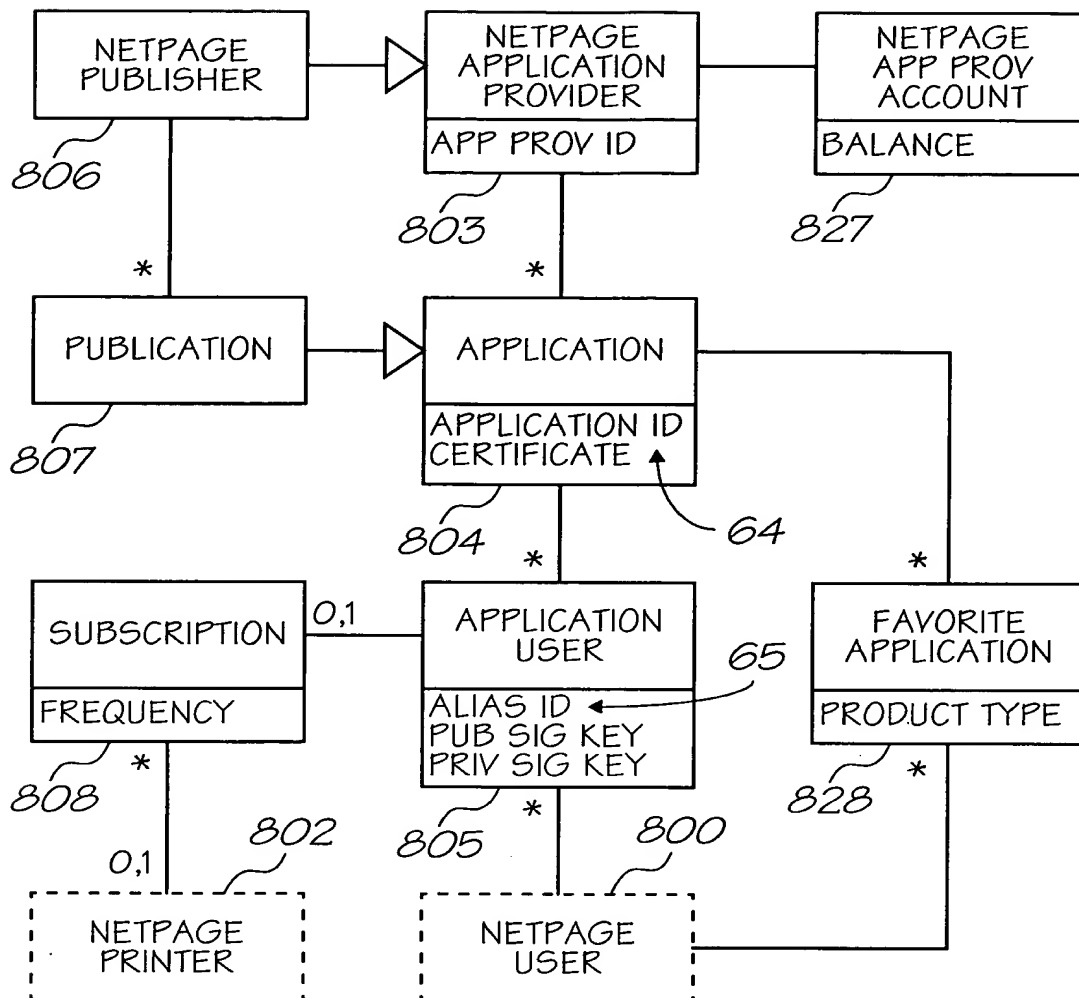 NETPAGE
PUBLISHER
NETPAGE
APPLICATION
PROVIDER
APP PROV ID
NETPAGE
APP PROV
ACCOUNT
BALANCE
806
803
827
*
*
PUBLICATION
APPLICATION
APPLICATION ID
CERTIFICATE
807
804
64
*
*
SUBSCRIPTION
FREQUENCY
0,1
APPLICATION
USER
ALIAS ID
PUB SIG KEY
PRIV SIG KEY
65
FAVORITE
APPLICATION
PRODUCT TYPE
808
*
805
*
828
*
802
800
0,1
NETPAGE
PRINTER
NETPAGE
USER